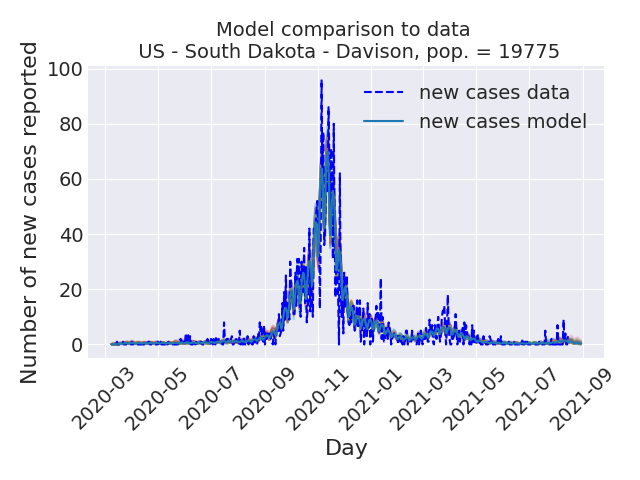 Model comparison to data
US - South Dakota - Davison, pop. = 19775
Number of new cases reported
100
80
60
40
20
0
new cases data
new cases model
2020-03
2020-05
2020-07
2020-09
2020-11
2021-01
2021-03
2021-05
2021-07
2021-09
Day